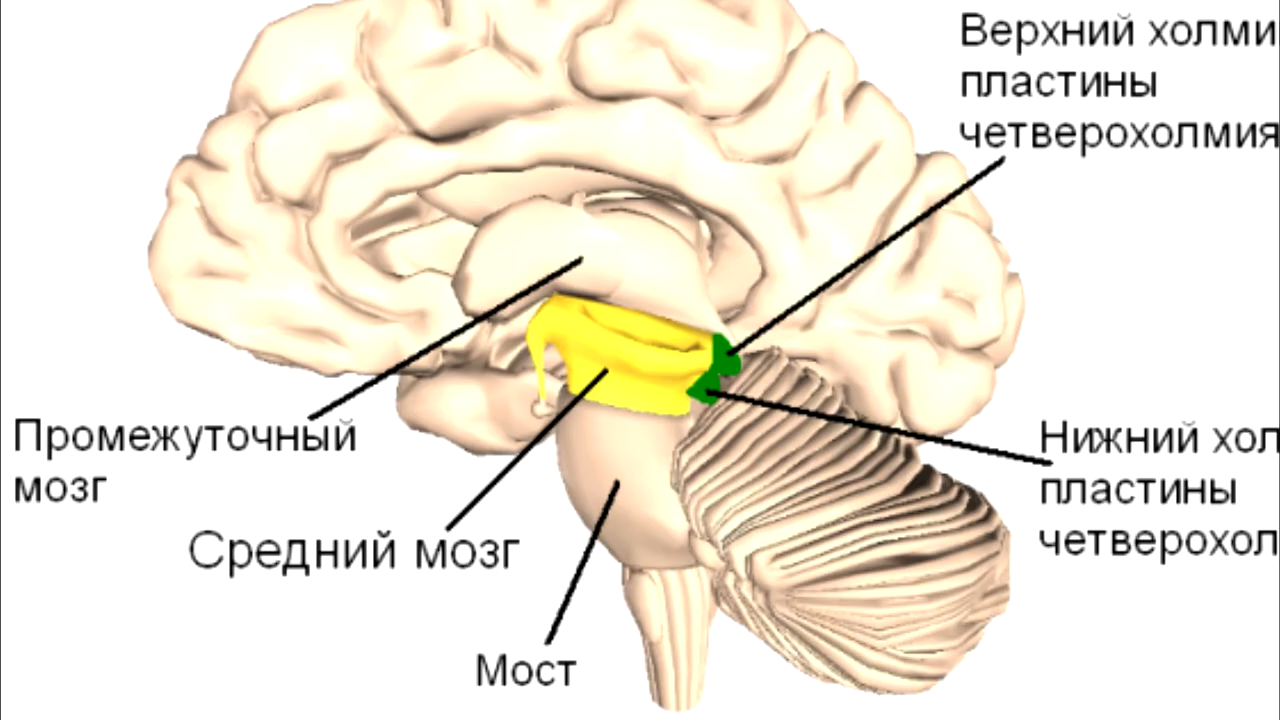 Верхний холми
пластины
четверохолмия
Промежуточный
мозг
Нижний хол
пластины
четверохол
Средний мозг
Мост